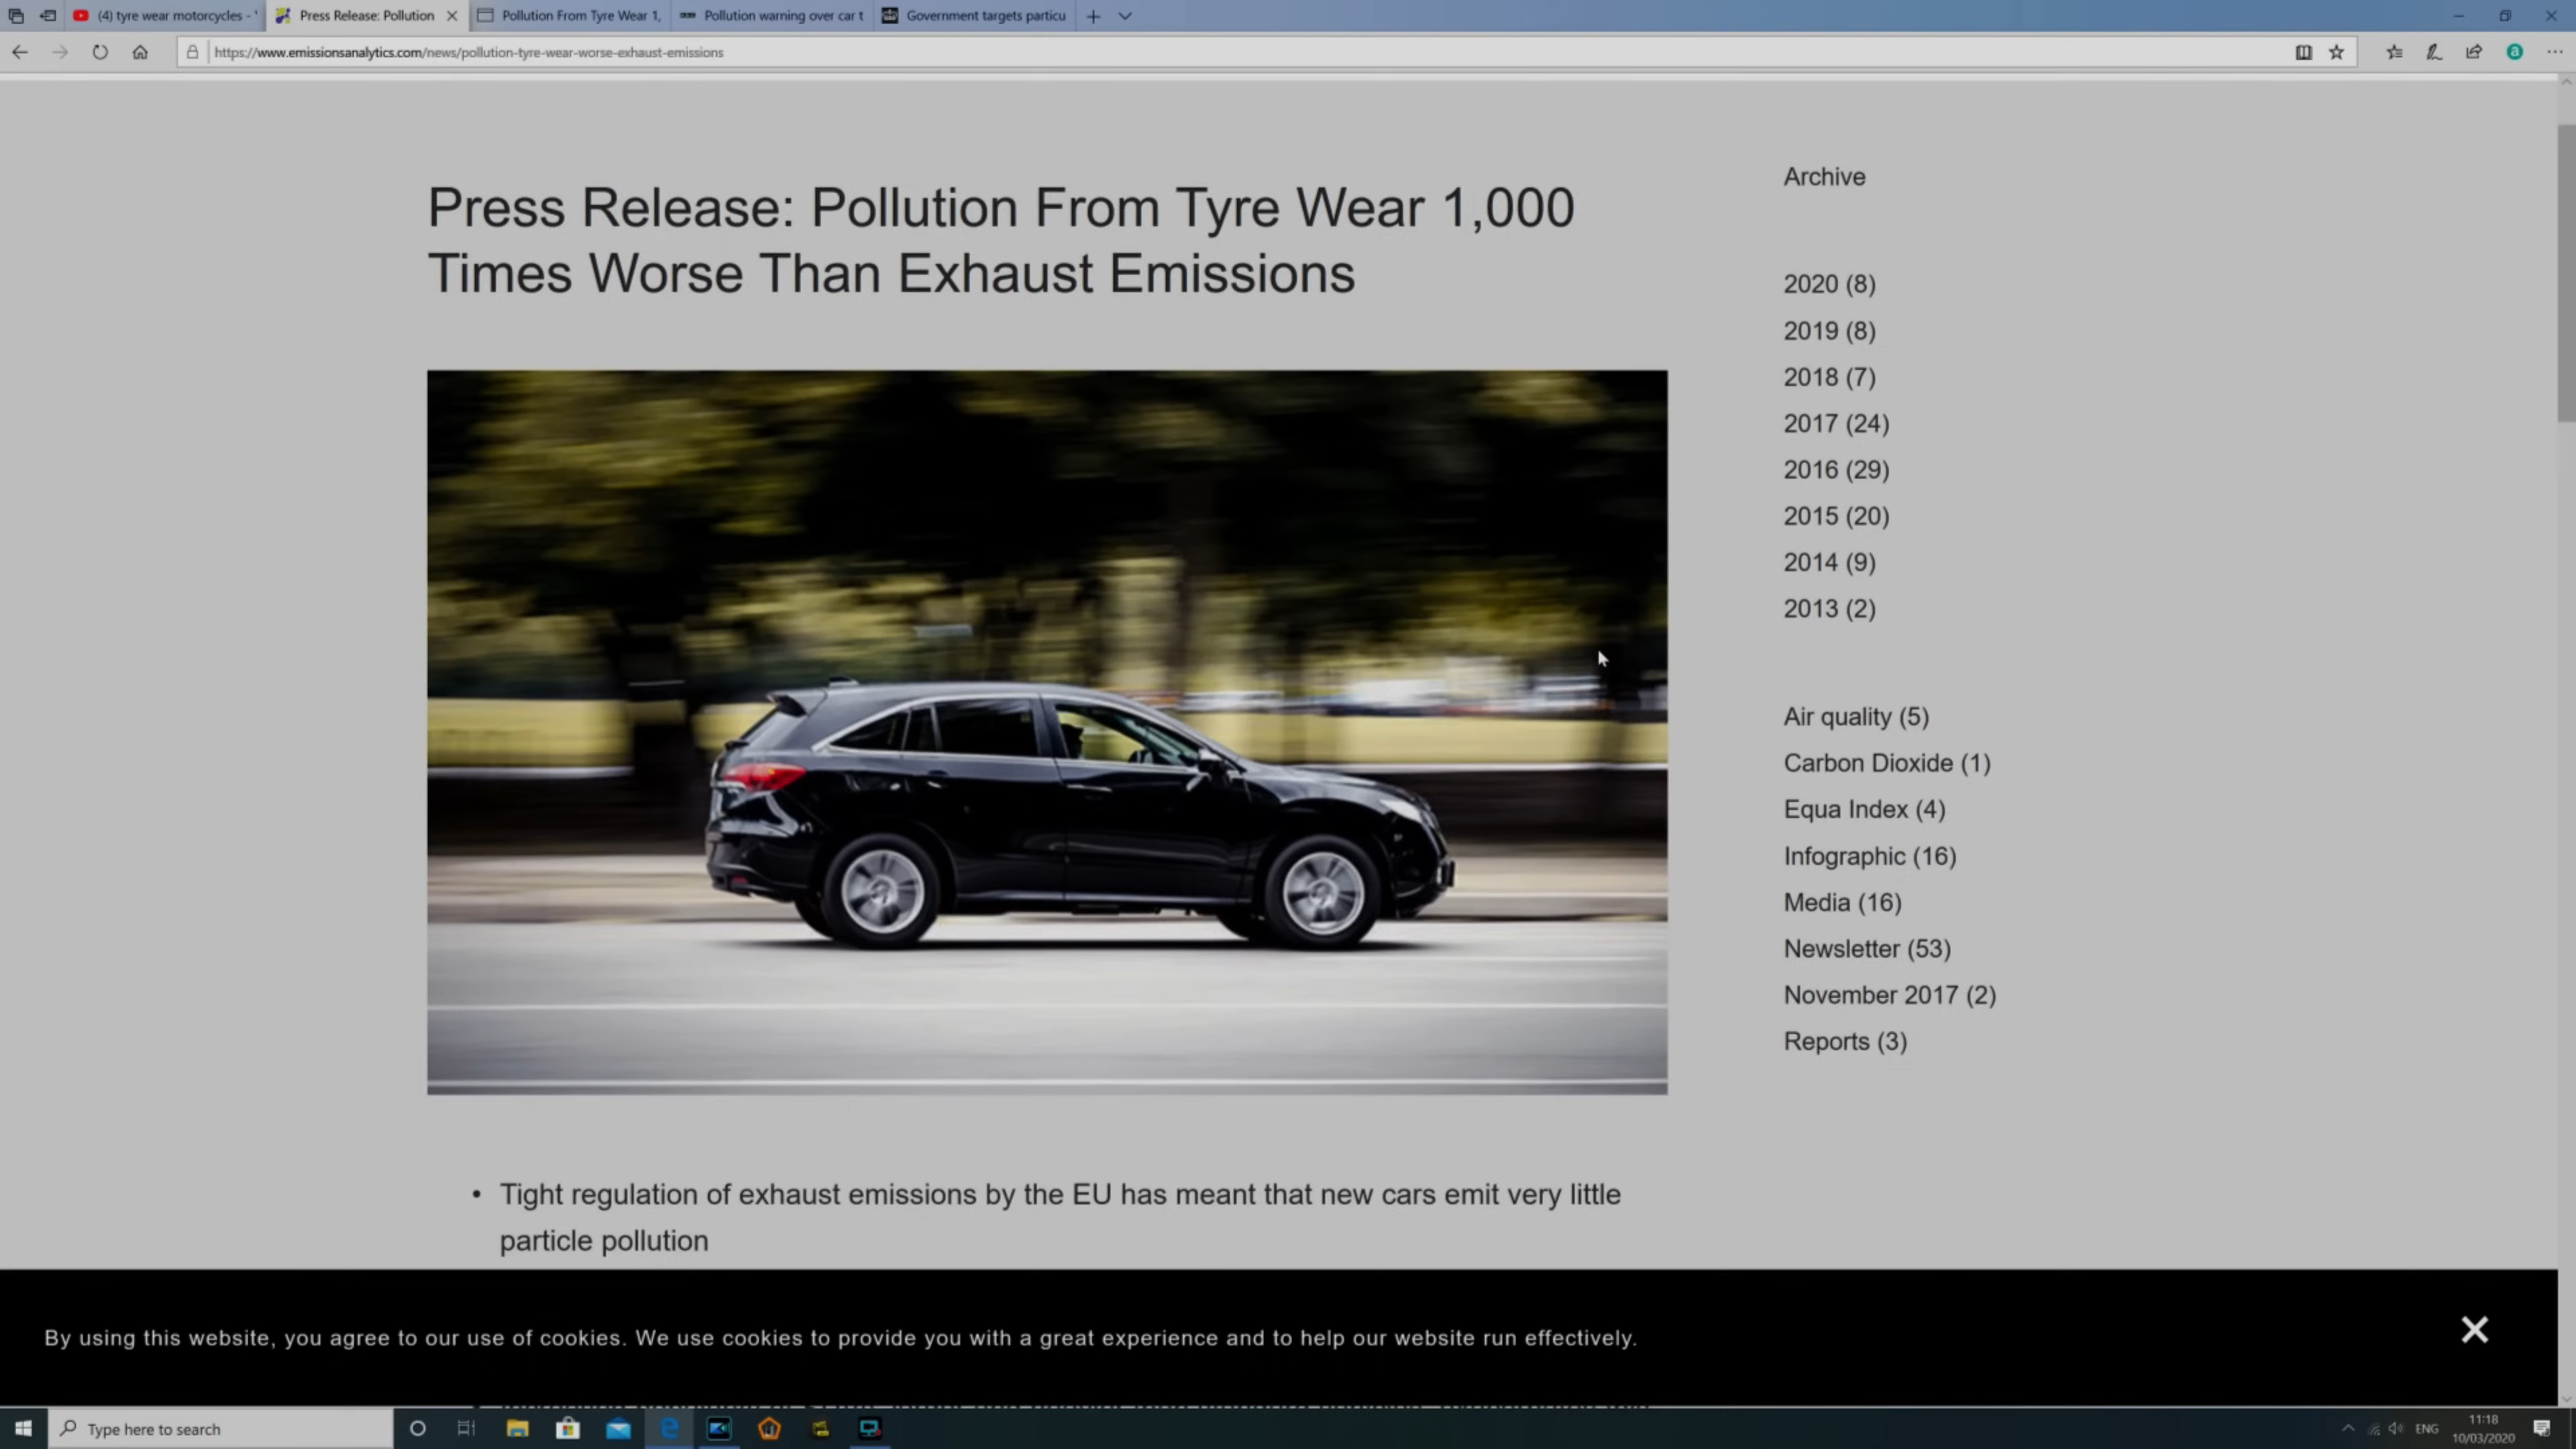 (4) tyre wear motorcycles -
Press Release: Pollution
Pollution From Tyre Wear 1,
Pollution warning over car t
Government targets particu
https://www.emissionsanalytics.com/news/pollution-tyre-wear-worse-exhaust-emissions
a
Press Release: Pollution From Tyre Wear 1,000
Times Worse Than Exhaust Emissions
Archive
2020 (8)
2019 (8)
2018 (7)
2017 (24)
2016 (29)
2015 (20)
2014 (9)
2013 (2)
Air quality (5)
Carbon Dioxide (1)
Equa Index (4)
Infographic (16)
Media (16)
Newsletter (53)
November 2017 (2)
Reports (3)
• Tight regulation of exhaust emissions by the EU has meant that new cars emit very little
particle pollution
By using this website, you agree to our use of cookies. We use cookies to provide you with a great experience and to help our website run effectively.
Type here to search
ENG
11:18
10/03/2020